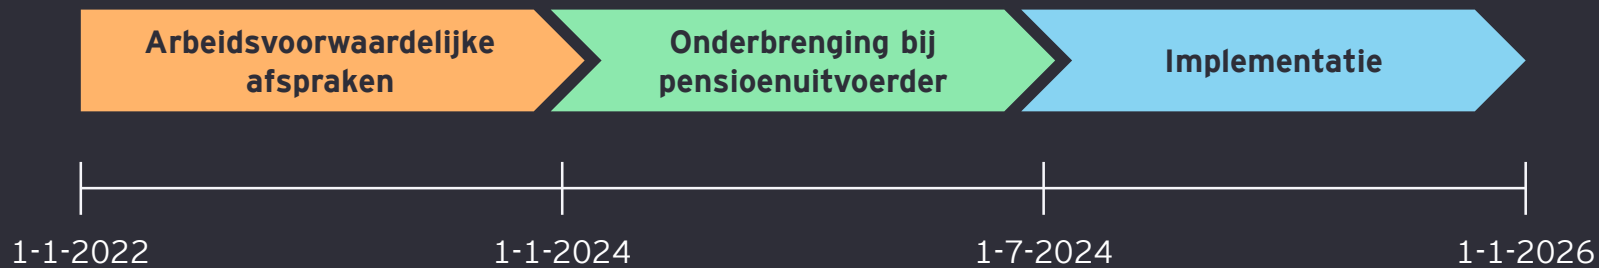 Arbeidsvoorwaardelijke
afspraken
Onderbrenging bij
pensioenuitvoerder
Implementatie
1-1-2022
1-1-2024
1-7-2024
1-1-2026